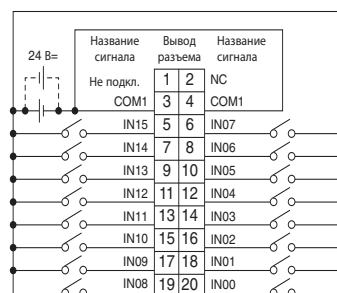 Название сигнала Вывод разъема Название сигнала
24 В=
Не подкл. 1 2 NC
COM1 3 4 COM1
IN15 5 6 IN07
IN14 7 8 IN06
IN13 9 10 IN05
IN12 11 12 IN04
IN11 13 14 IN03
IN10 15 16 IN02
IN09 17 18 IN01
IN08 19 20 IN00